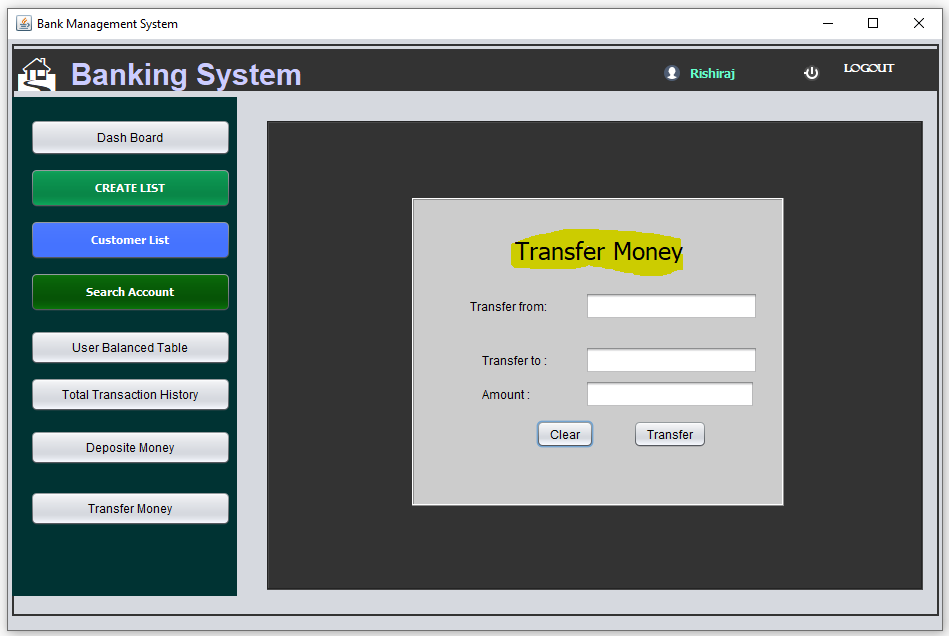 Bank Management System
Banking System
Rishiraj
LOGOUT
Dash Board
CREATE LIST
Customer List
Search Account
User Balanced Table
Total Transaction History
Deposite Money
Transfer Money
Transfer Money
Transfer from:
Transfer to :
Amount :
Clear Transfer